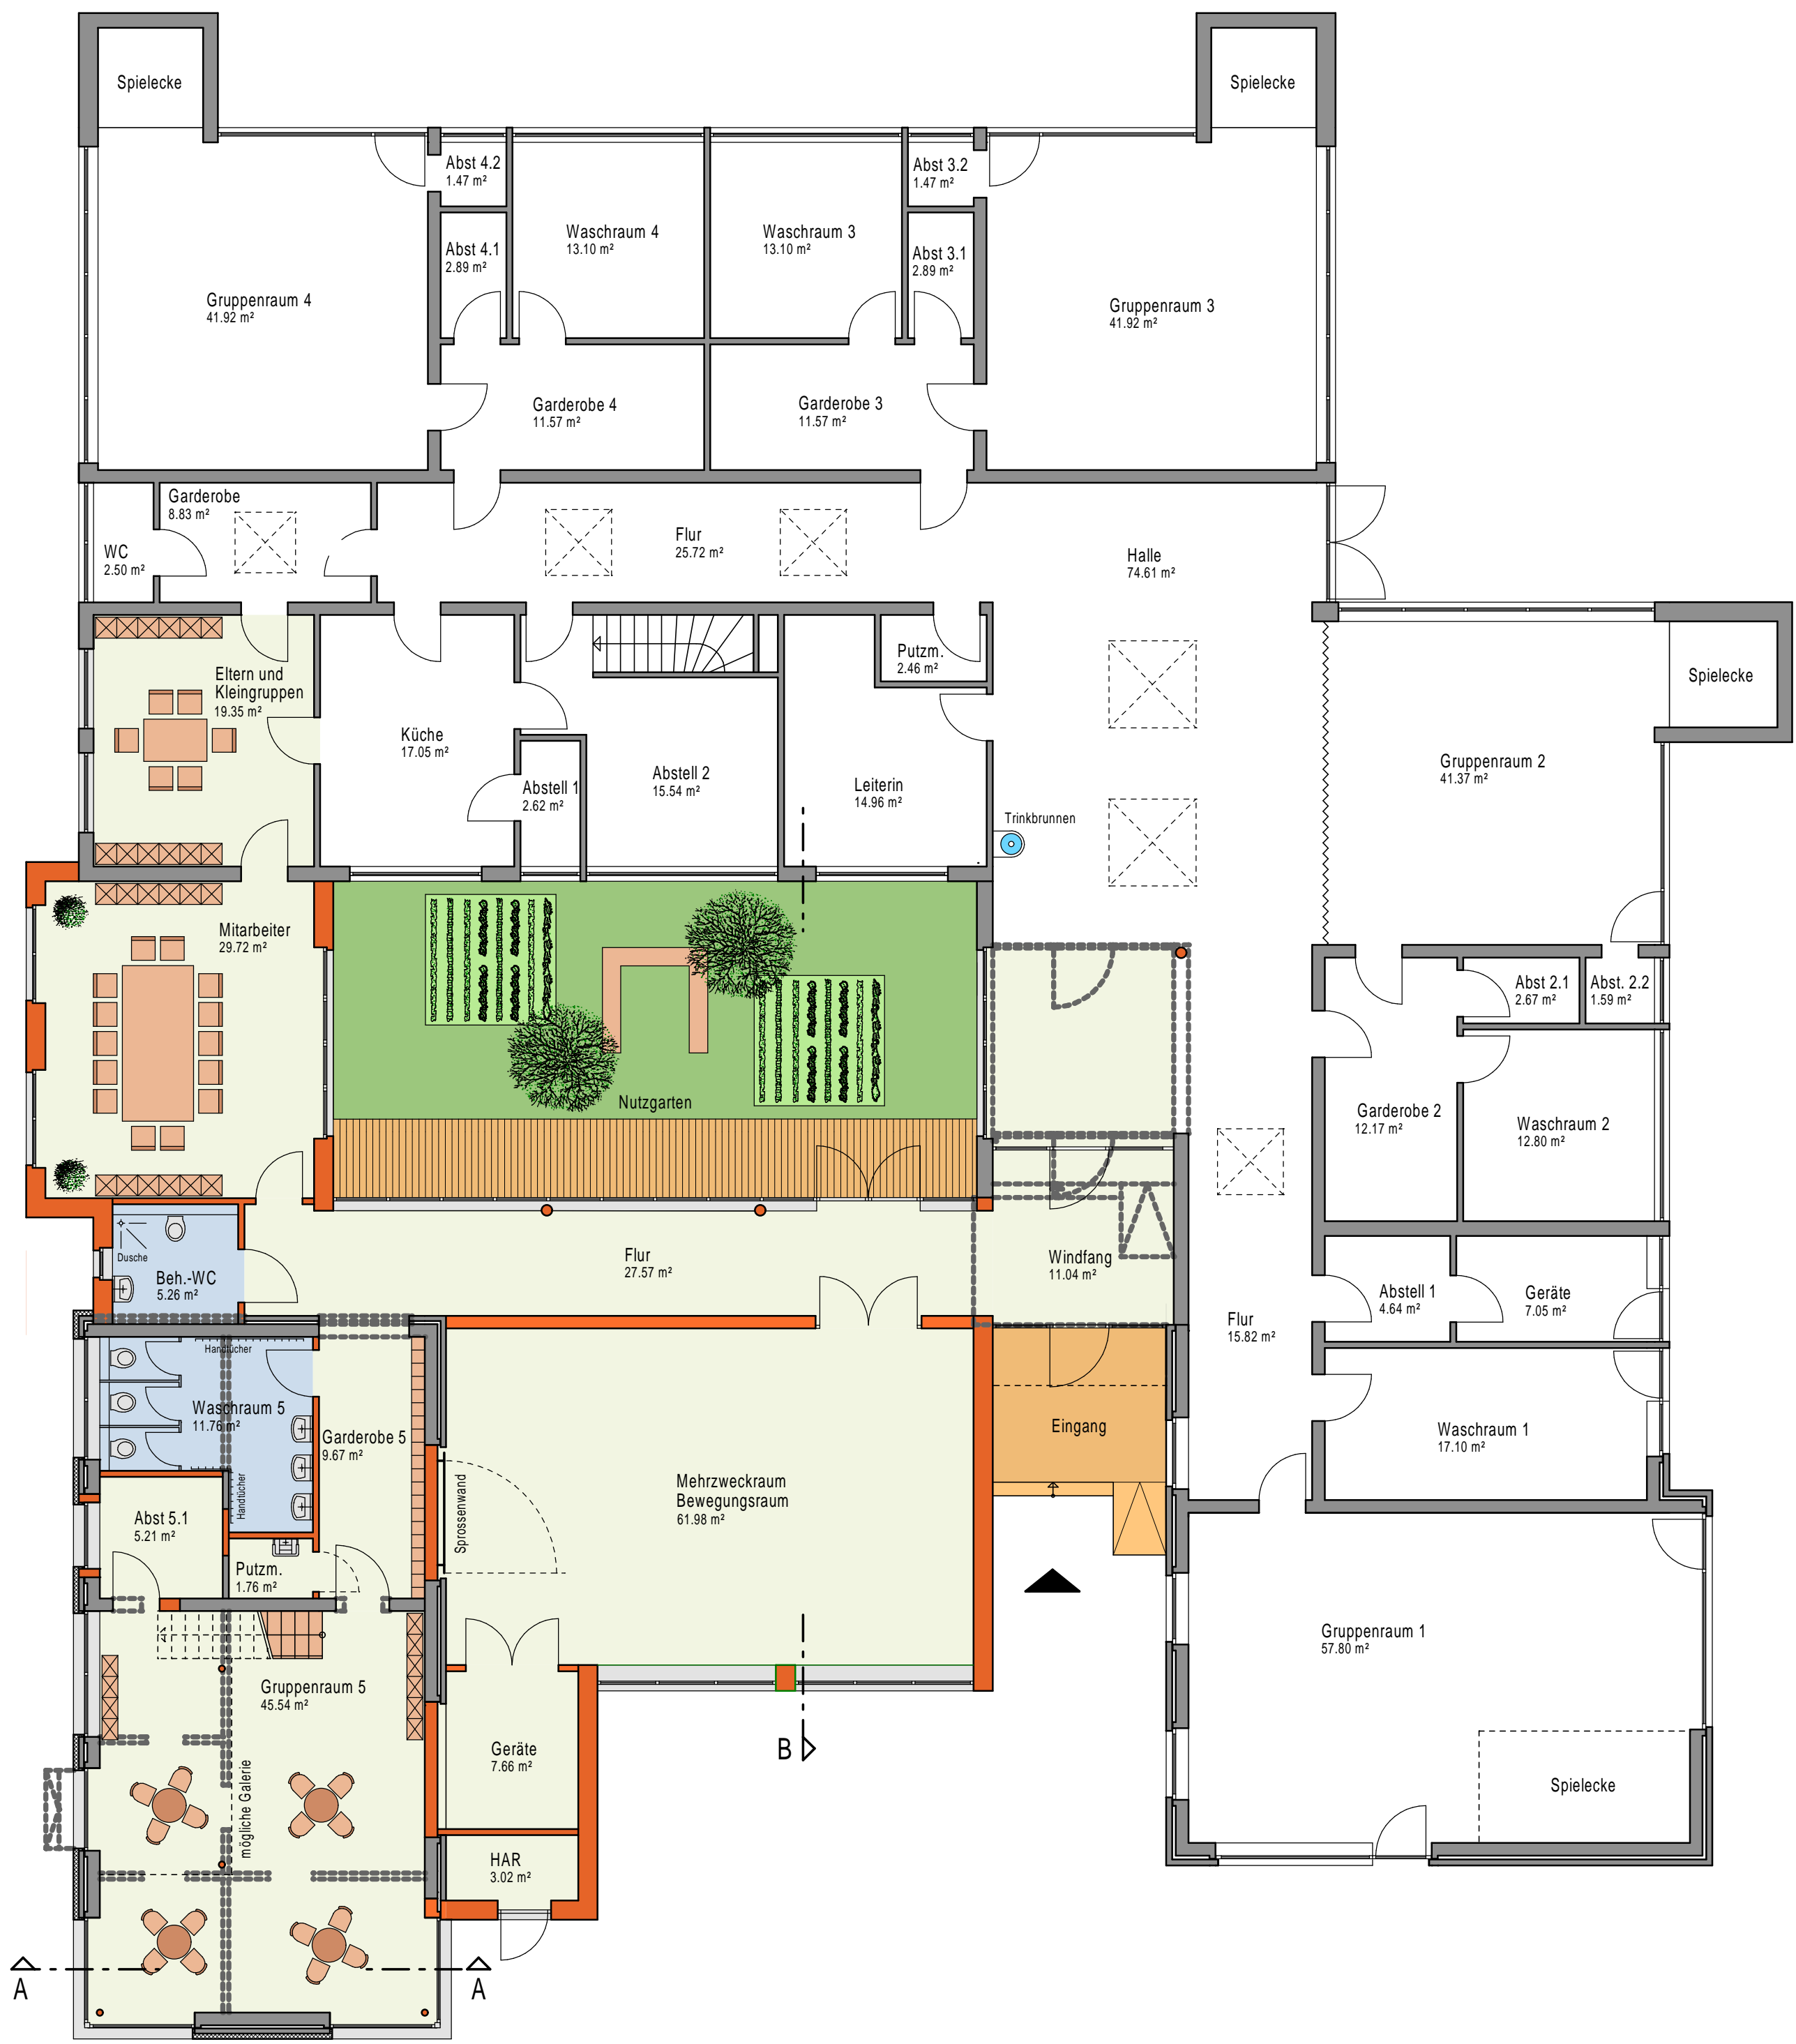 Spielecke
Spielecke
Abst 4.2
1.47 m²
Abst 3.2
1.47 m²
Waschraum 4
13.10 m²
Waschraum 3
13.10 m²
Abst 4.1
2.89 m²
Abst 3.1
2.89 m²
Gruppenraum 4
41.92 m²
Gruppenraum 3
41.92 m²
Garderobe 4
11.57 m²
Garderobe 3
11.57 m²
Garderobe
8.83 m²
WC
2.50 m²
Flur
25.72 m²
Halle
74.61 m²
Eltern und
Kleingruppen
19.35 m²
Putzm.
2.46 m²
Spielecke
Küche
17.05 m²
Abstell 1
2.62 m²
Abstell 2
15.54 m²
Leiterin
14.96 m²
Gruppenraum 2
41.37 m²
Trinkbrunnen
Mitarbeiter
29.72 m²
Abst 2.1
2.67 m²
Abst. 2.2
1.59 m²
Nutzgarten
Garderobe 2
12.17 m²
Waschraum 2
12.80 m²
Dusche
Beh.-WC
5.26 m²
Flur
27.57 m²
Windfang
11.04 m²
Abstell 1
4.64 m²
Geräte
7.05 m²
Flur
15.82 m²
Handtücher
Waschraum 5
11.76 m²
Garderobe 5
9.67 m²
Eingang
Waschraum 1
17.10 m²
Handtücher
Sprossenwand
Mehrzweckraum
Bewegungsraum
61.98 m²
Abst 5.1
5.21 m²
Putzm.
1.76 m²
Gruppenraum 1
57.80 m²
Gruppenraum 5
45.54 m²
mögliche Galerie
Geräte
7.66 m²
B
Spielecke
HAR
3.02 m²
A
A